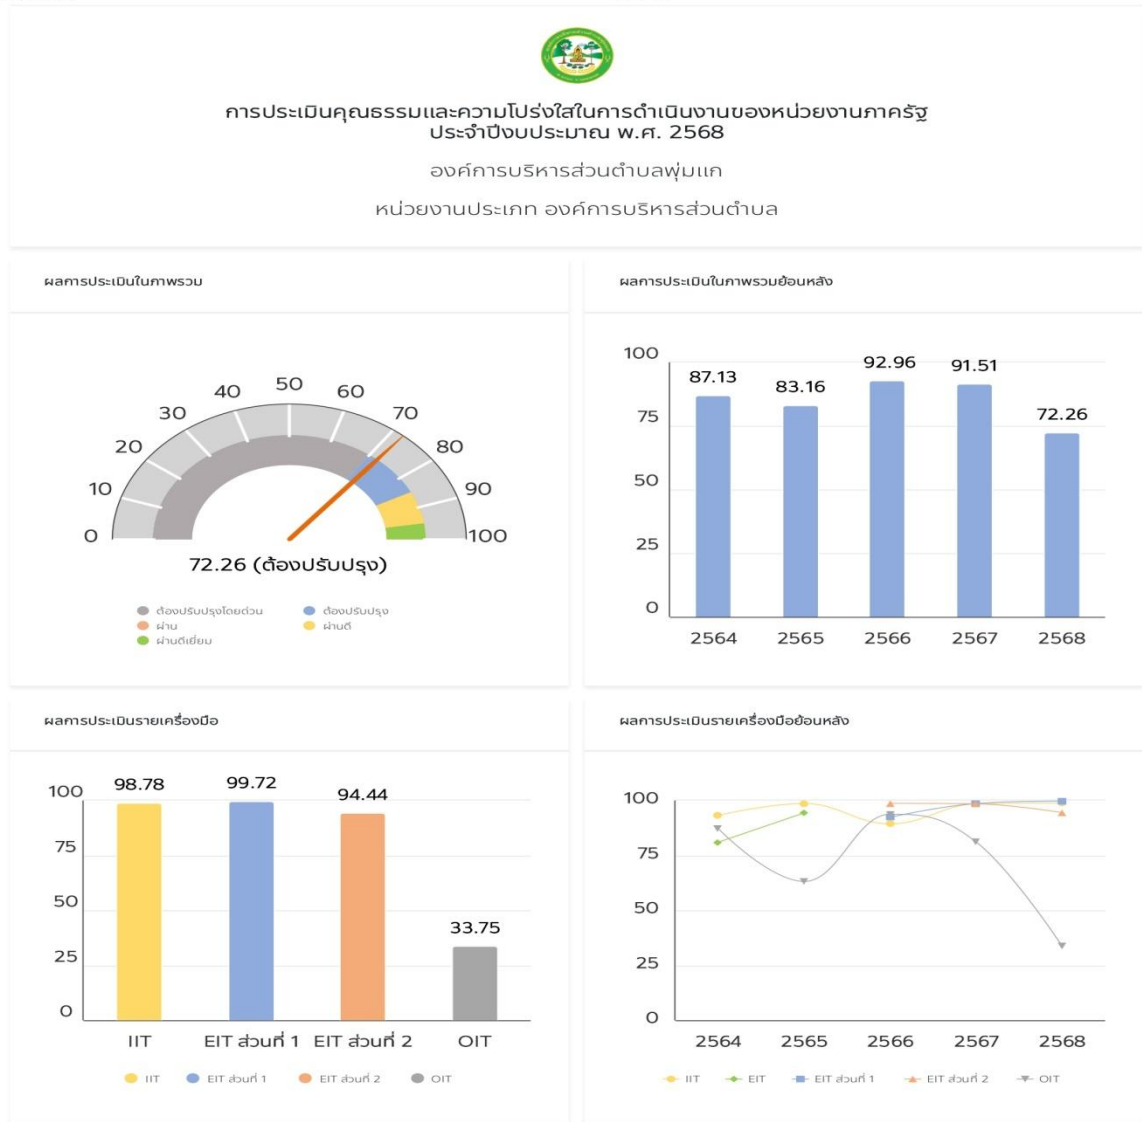 การประเมินคุณธรรมและความโปร่งใสในการดำเนินงานของหน่วยงานภาครัฐ
ประจำปีงบประมาณ พ.ศ. 2568
องค์การบริหารส่วนตำบลพุ่มแก
หน่วยงานประเภท องค์การบริหารส่วนตำบล
ผลการประเมินในภาพรวม
0
10
20
30
40
50
60
70
80
90
100
72.26 (ต้องปรับปรุง)
ต้องปรับปรุงโดยด่วน
ต้องปรับปรุง
ผ่าน
ผ่านดี
ผ่านดีเยี่ยม
ผลการประเมินในภาพรวมย้อนหลัง
100
75
50
25
0
87.13
83.16
92.96
91.51
72.26
2564 2565 2566 2567 2568
ผลการประเมินรายเครื่องมือ
100
75
50
25
0
98.78
99.72
94.44
33.75
IIT EIT ส่วนที่ 1 EIT ส่วนที่ 2 OIT
IIT EIT ส่วนที่ 1 EIT ส่วนที่ 2 OIT
ผลการประเมินรายเครื่องมือย้อนหลัง
100
75
50
25
0
2564 2565 2566 2567 2568
IIT EIT EIT ส่วนที่ 1 EIT ส่วนที่ 2 OIT